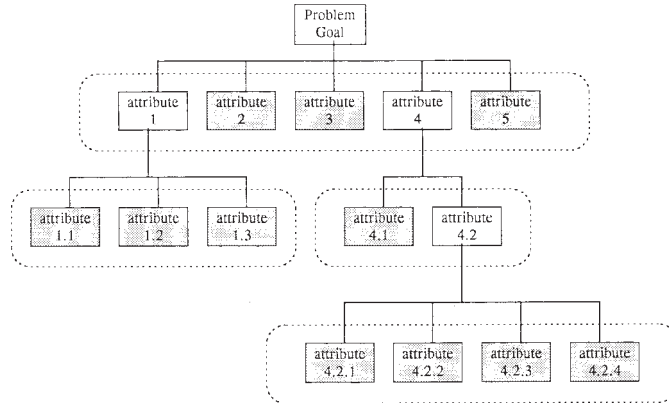 Problem
Goal
attribute
1
attribute
2
attribute
3
attribute
4
attribute
5
attribute
1.1
attribute
1.2
attribute
1.3
attribute
4.1
attribute
4.2
attribute
4.2.1
attribute
4.2.2
attribute
4.2.3
attribute
4.2.4